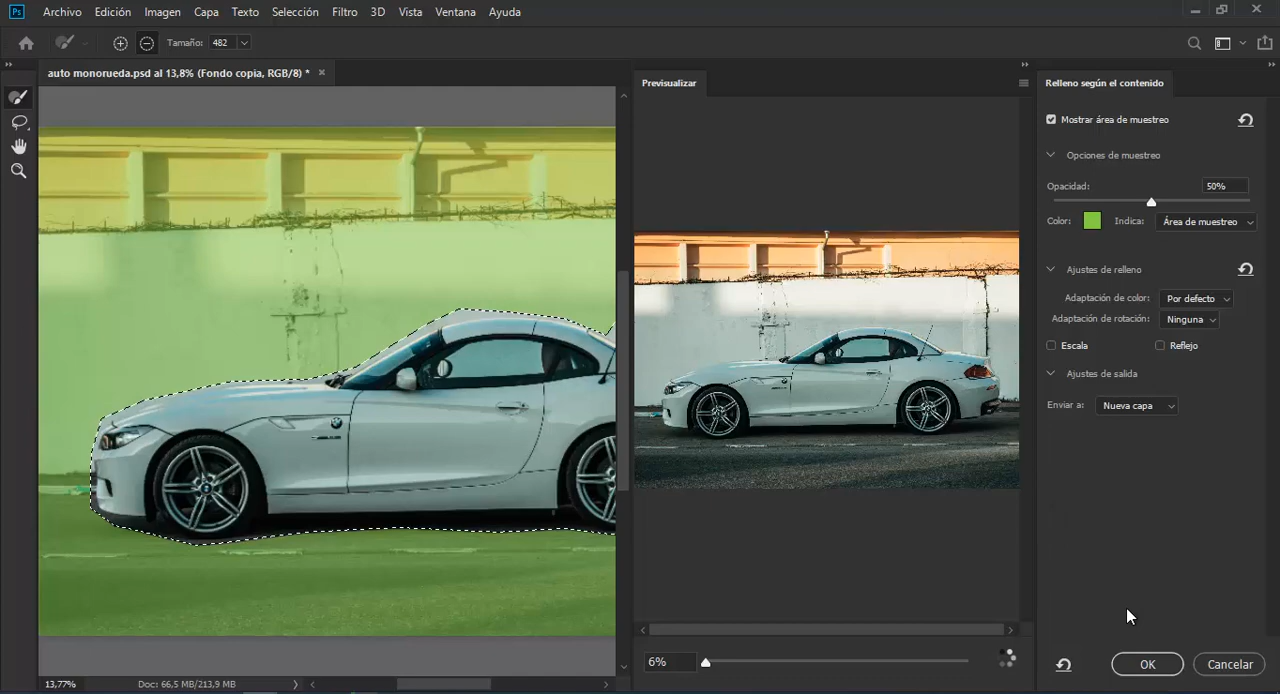 Ps Archivo Edición Imagen Capa Texto Selección Filtro 3D Vista Ventana Ayuda
Tamaño: 482
auto monorueda.psd al 13,8% (Fondo copia, RGB/8) *
Previsualizar
Relleno según el contenido
Mostrar área de muestreo
Opciones de muestreo
Opacidad: 50%
Color: Indica: Área de muestreo
Ajustes de relleno
Adaptación de color: Por defecto
Adaptación de rotación: Ninguna
Escala Reflejo
Ajustes de salida
Enviar a: Nueva capa
6%
OK Cancelar
13,77% Doc: 66,5 MB/213,9 MB